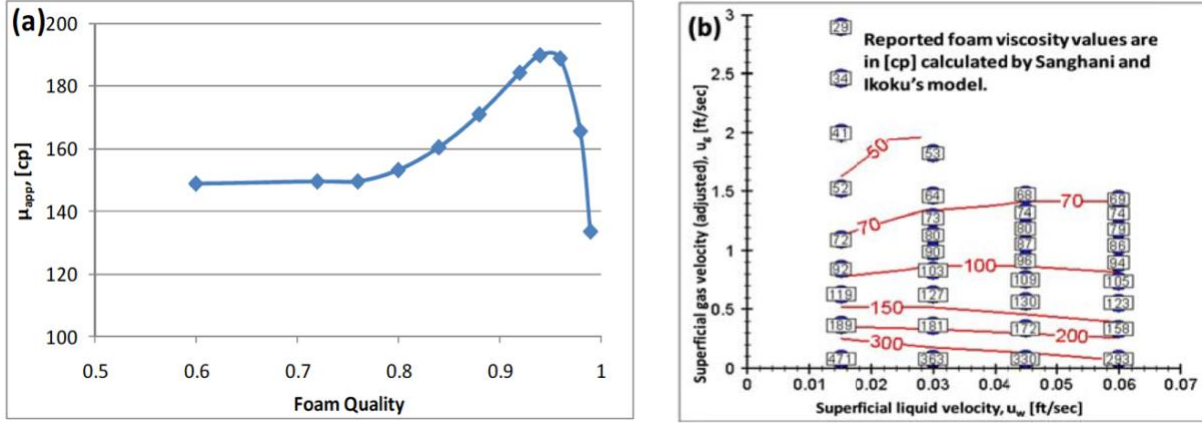 (a)
200
180
160
140
120
100
μapp, [cp]
0.5 0.6 0.7 0.8 0.9 1
Foam Quality
(b)
Reported foam viscosity values are
in [cp] calculated by Sanghani and
Ikoku's model.
Superficial gas velocity (adjusted), ug [ft/sec]
3
2.5
2
1.5
1
0.5
0
29
34
41
50
53
52
64 68 69
70
73 74 74
70
80 80 79
72
90 87 86
92 96 94
100
103 109 105
119 127 130 123
150
189 181 172 158
200
300
471 363 330 293
0 0.01 0.02 0.03 0.04 0.05 0.06 0.07
Superficial liquid velocity, uw [ft/sec]